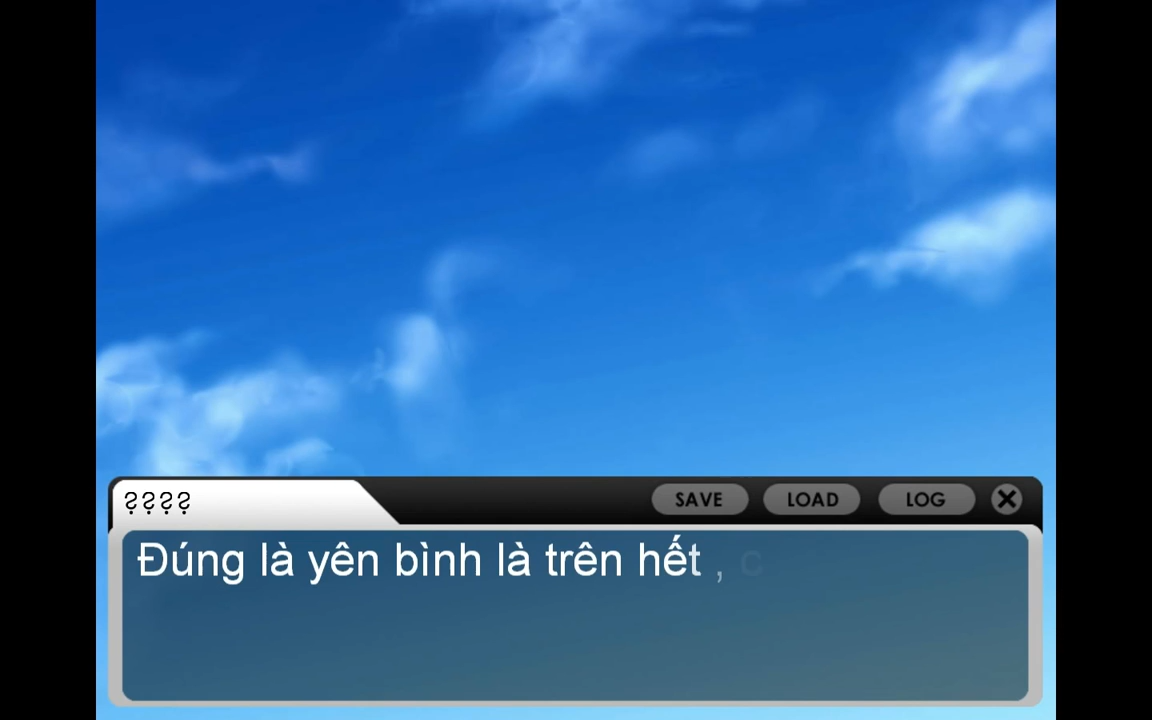 ????
SAVE LOAD LOG X
Đúng là yên bình là trên hết , c